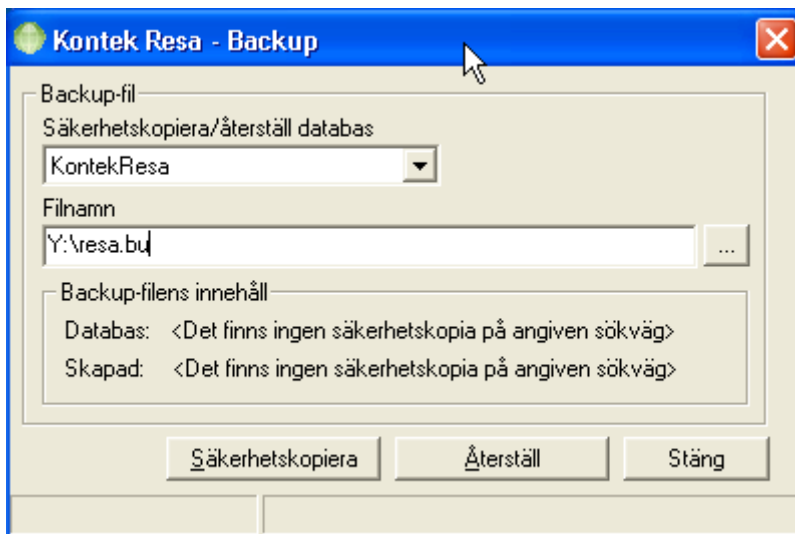 Kontek Resa - Backup
Backup-fil
Säkerhetskopiera/återställ databas
KontekResa
Filnamn
Y:\resa.bu
...
Backup-filens innehåll
Databas: <Det finns ingen säkerhetskopia på angiven sökväg>
Skapad: <Det finns ingen säkerhetskopia på angiven sökväg>
Säkerhetskopiera Återställ Stäng